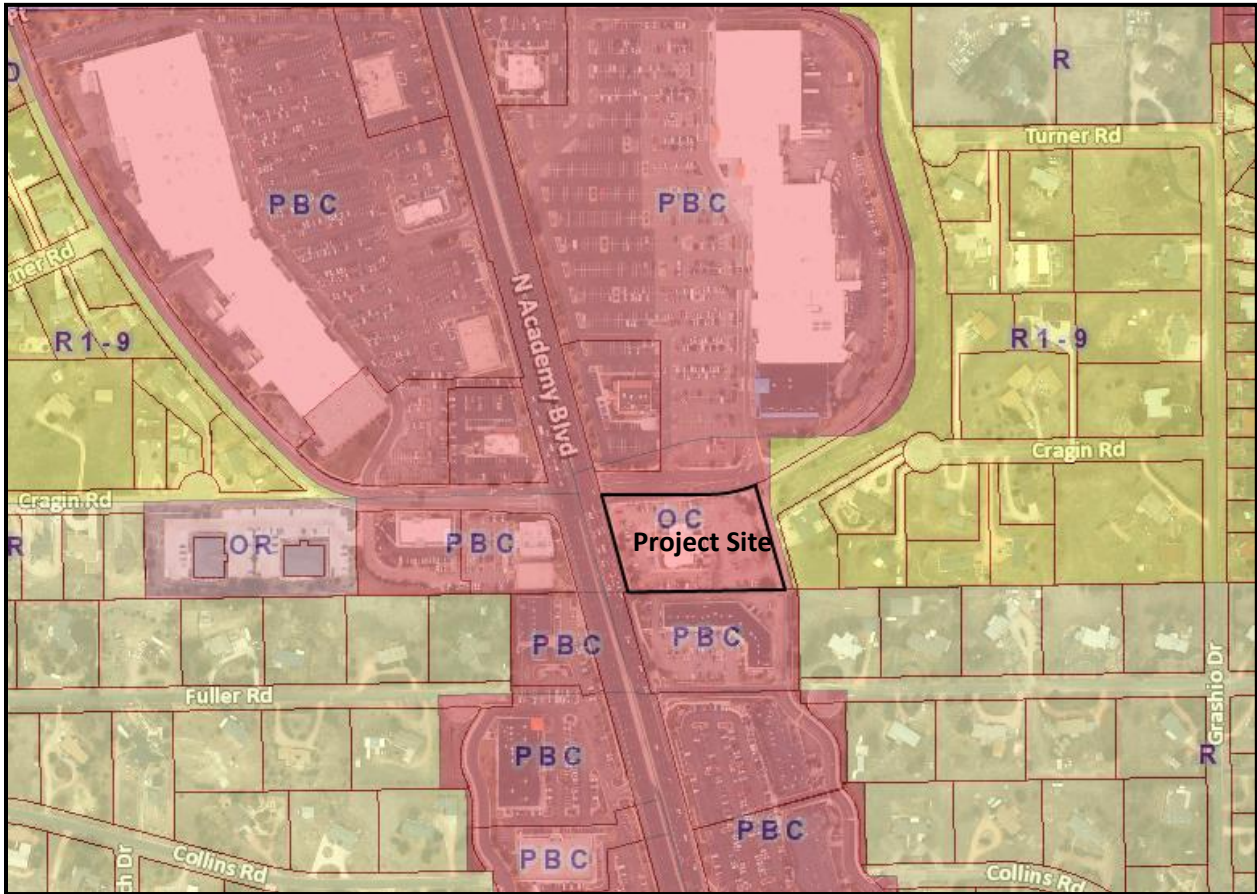 R
Turner Rd
PBC
PBC
N Academy Blvd
R 1 - 9
R 1 - 9
Cragin Rd
Cragin Rd
OC
Project Site
R
OR
PBC
PBC
PBC
Fuller Rd
Grashio Dr
PBC
R
PBC
PBC
Collins Rd
Collins Rd